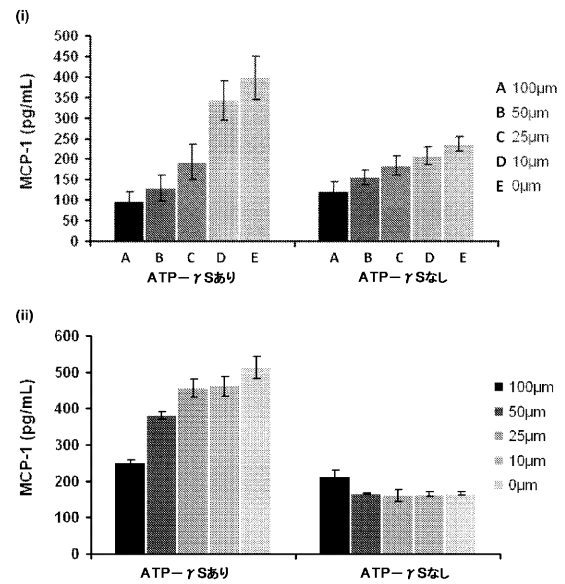 (i)
MCP-1 (pg/mL)
500
450
400
350
300
250
200
150
100
50
0
A B C D E A B C D E
ATP−γSあり ATP−γSなし
A 100μm
B 50μm
C 25μm
D 10μm
E 0μm
(ii)
MCP-1 (pg/mL)
600
500
400
300
200
100
0
ATP−γSあり ATP−γSなし
100μm
50μm
25μm
10μm
0μm